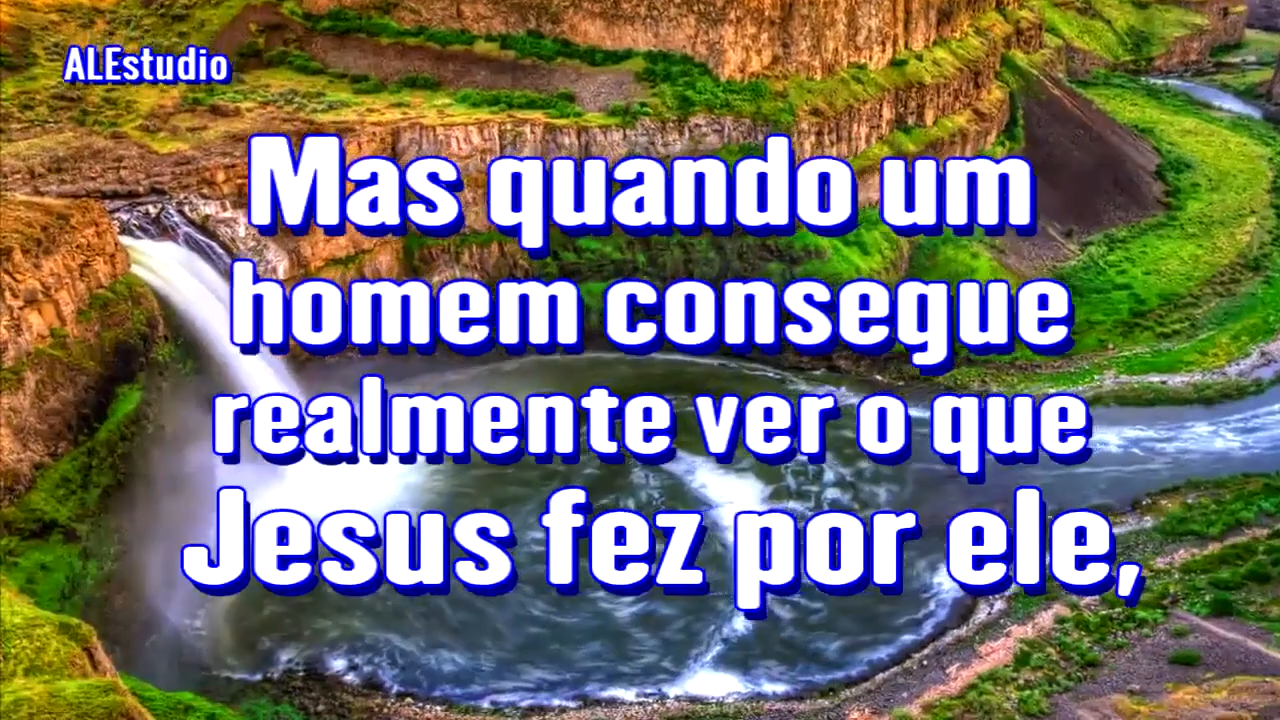 ALEstudio
Mas quando um
homem consegue
realmente ver o que
Jesus fez por ele,